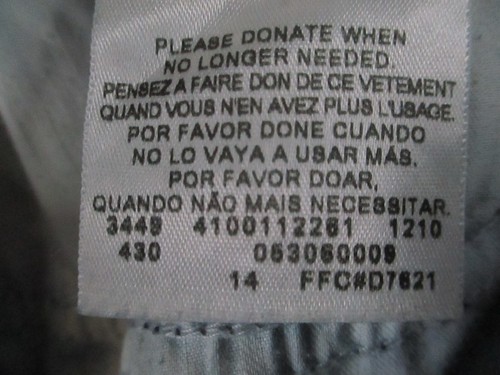 PLEASE DONATE WHEN
NO LONGER NEEDED.
PENSEZ A FAIRE DON DE CE VETEMENT
QUAND VOUS N'EN AVEZ PLUS L'USAGE.
POR FAVOR DONE CUANDO
NO LO VAYA A USAR MÁS.
POR FAVOR DOAR,
QUANDO NÃO MAIS NECESSITAR.
3449 4100112261 1210
430 053060009
14 FFC#D7621